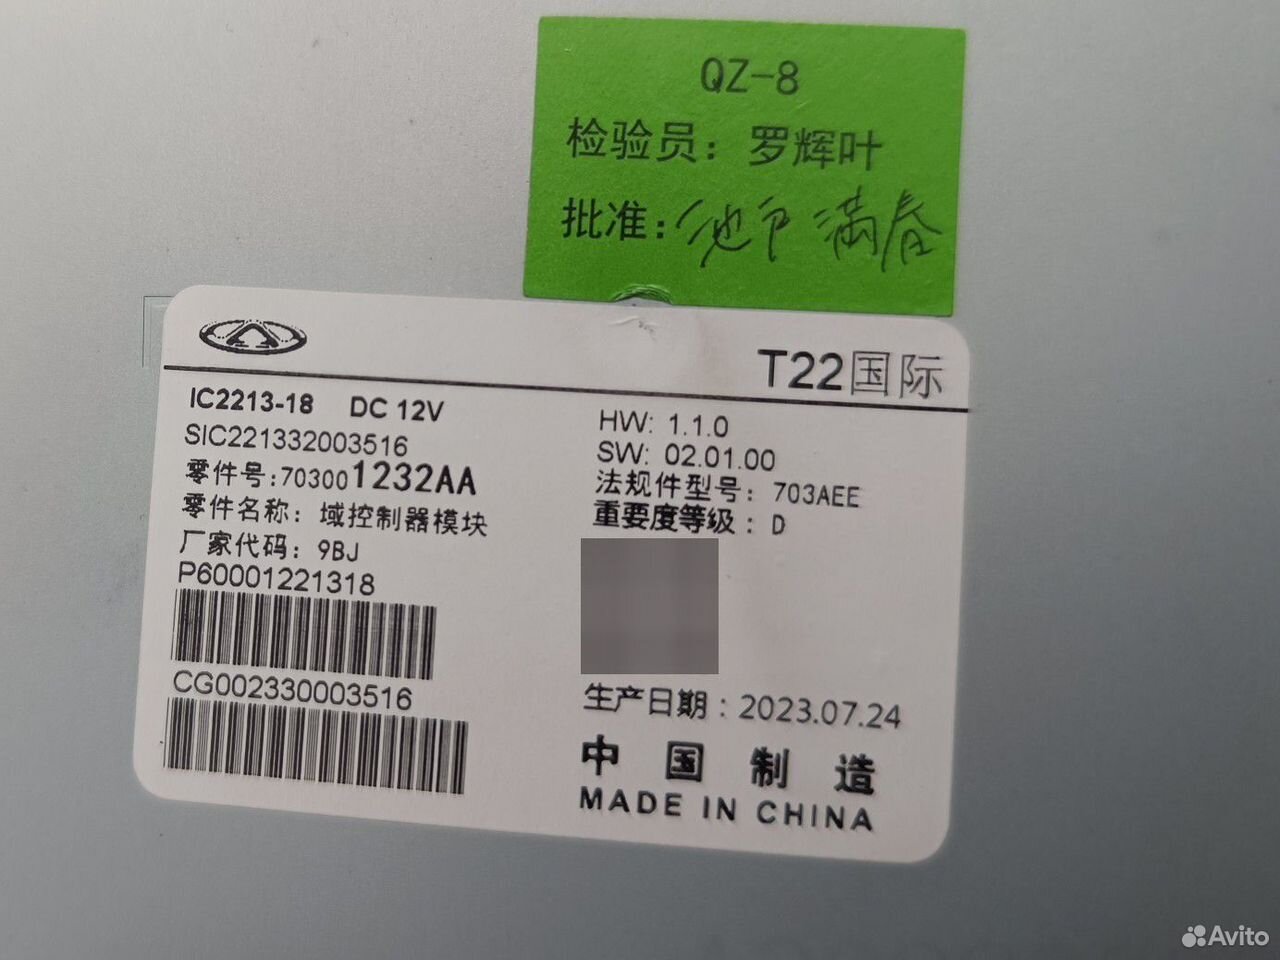 QZ-8
检验员：罗辉叶
批准：满春
T22国际
IC2213-18 DC 12V
SIC221332003516
零件号:703001232AA
零件名称：域控制器模块
厂家代码：9BJ
P60001221318
CG002330003516
HW: 1.1.0
SW: 02.01.00
法规件型号：703AEE
重要度等级：D
生产日期：2023.07.24
中国制造
MADE IN CHINA
Avito